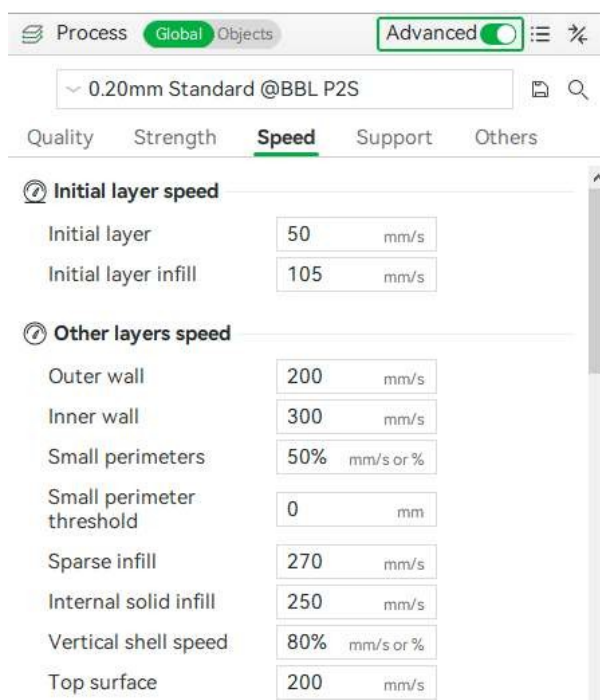 Process Global Objects Advanced
0.20mm Standard @BBL P2S
Quality Strength Speed Support Others
Initial layer speed
Initial layer 50 mm/s
Initial layer infill 105 mm/s
Other layers speed
Outer wall 200 mm/s
Inner wall 300 mm/s
Small perimeters 50% mm/s or %
Small perimeter
threshold 0 mm
Sparse infill 270 mm/s
Internal solid infill 250 mm/s
Vertical shell speed 80% mm/s or %
Top surface 200 mm/s